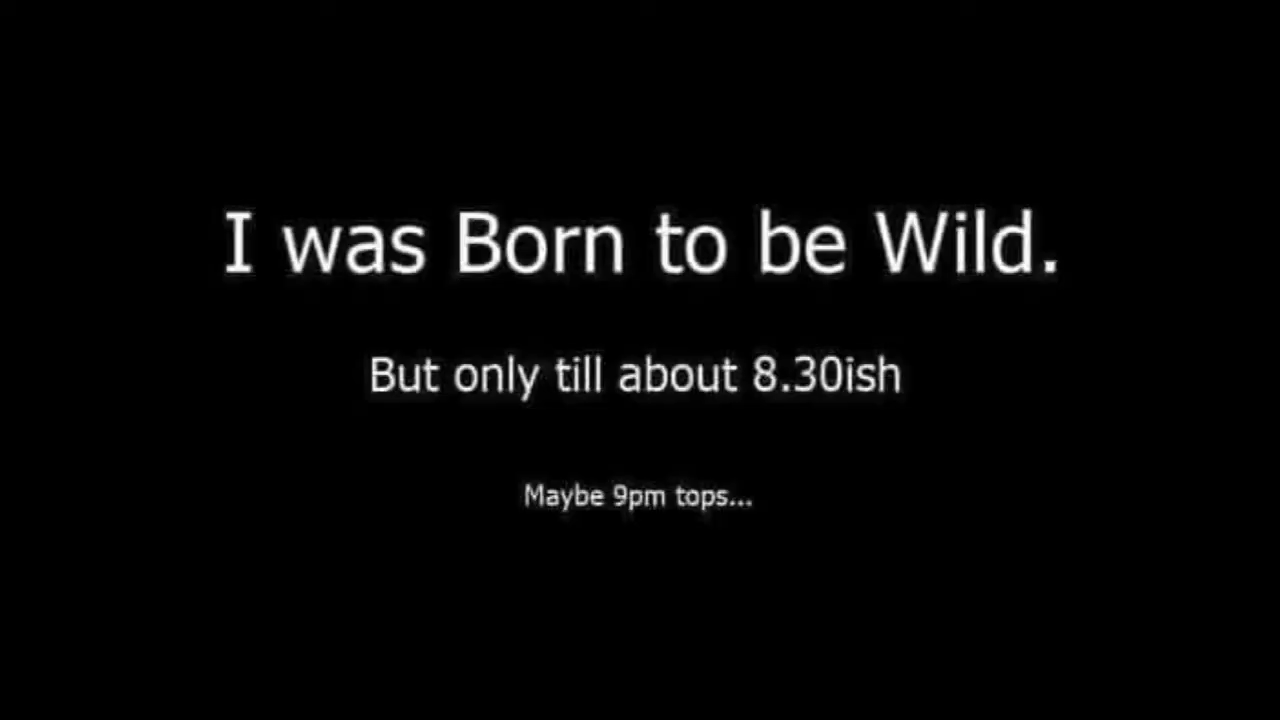 I was Born to be Wild.
But only till about 8.30ish
Maybe 9pm tops...